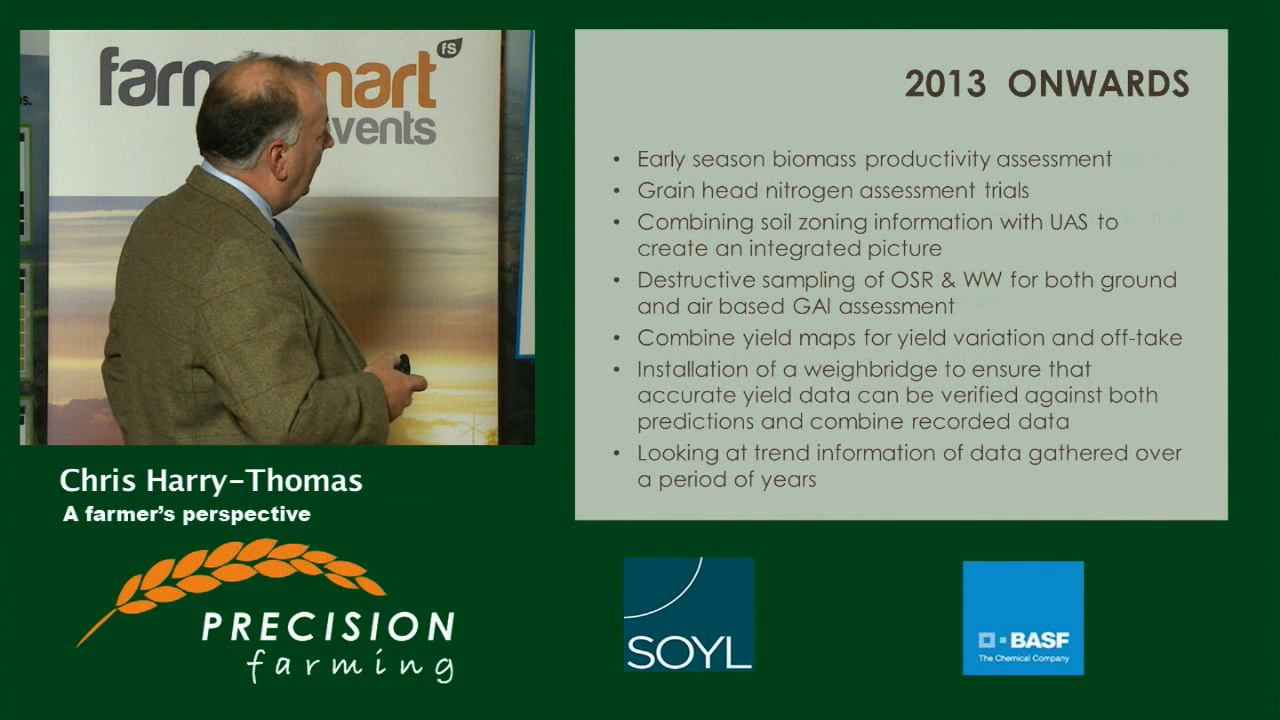 farm mart
fS
vents
s.
2013 ONWARDS
• Early season biomass productivity assessment
• Grain head nitrogen assessment trials
• Combining soil zoning information with UAS to
create an integrated picture
• Destructive sampling of OSR & WW for both ground
and air based GAI assessment
• Combine yield maps for yield variation and off-take
• Installation of a weighbridge to ensure that
accurate yield data can be verified against both
predictions and combine recorded data
• Looking at trend information of data gathered over
a period of years
Chris Harry-Thomas
A farmer's perspective
PRECISION
farming
SOYL
BASF
The Chemical Company